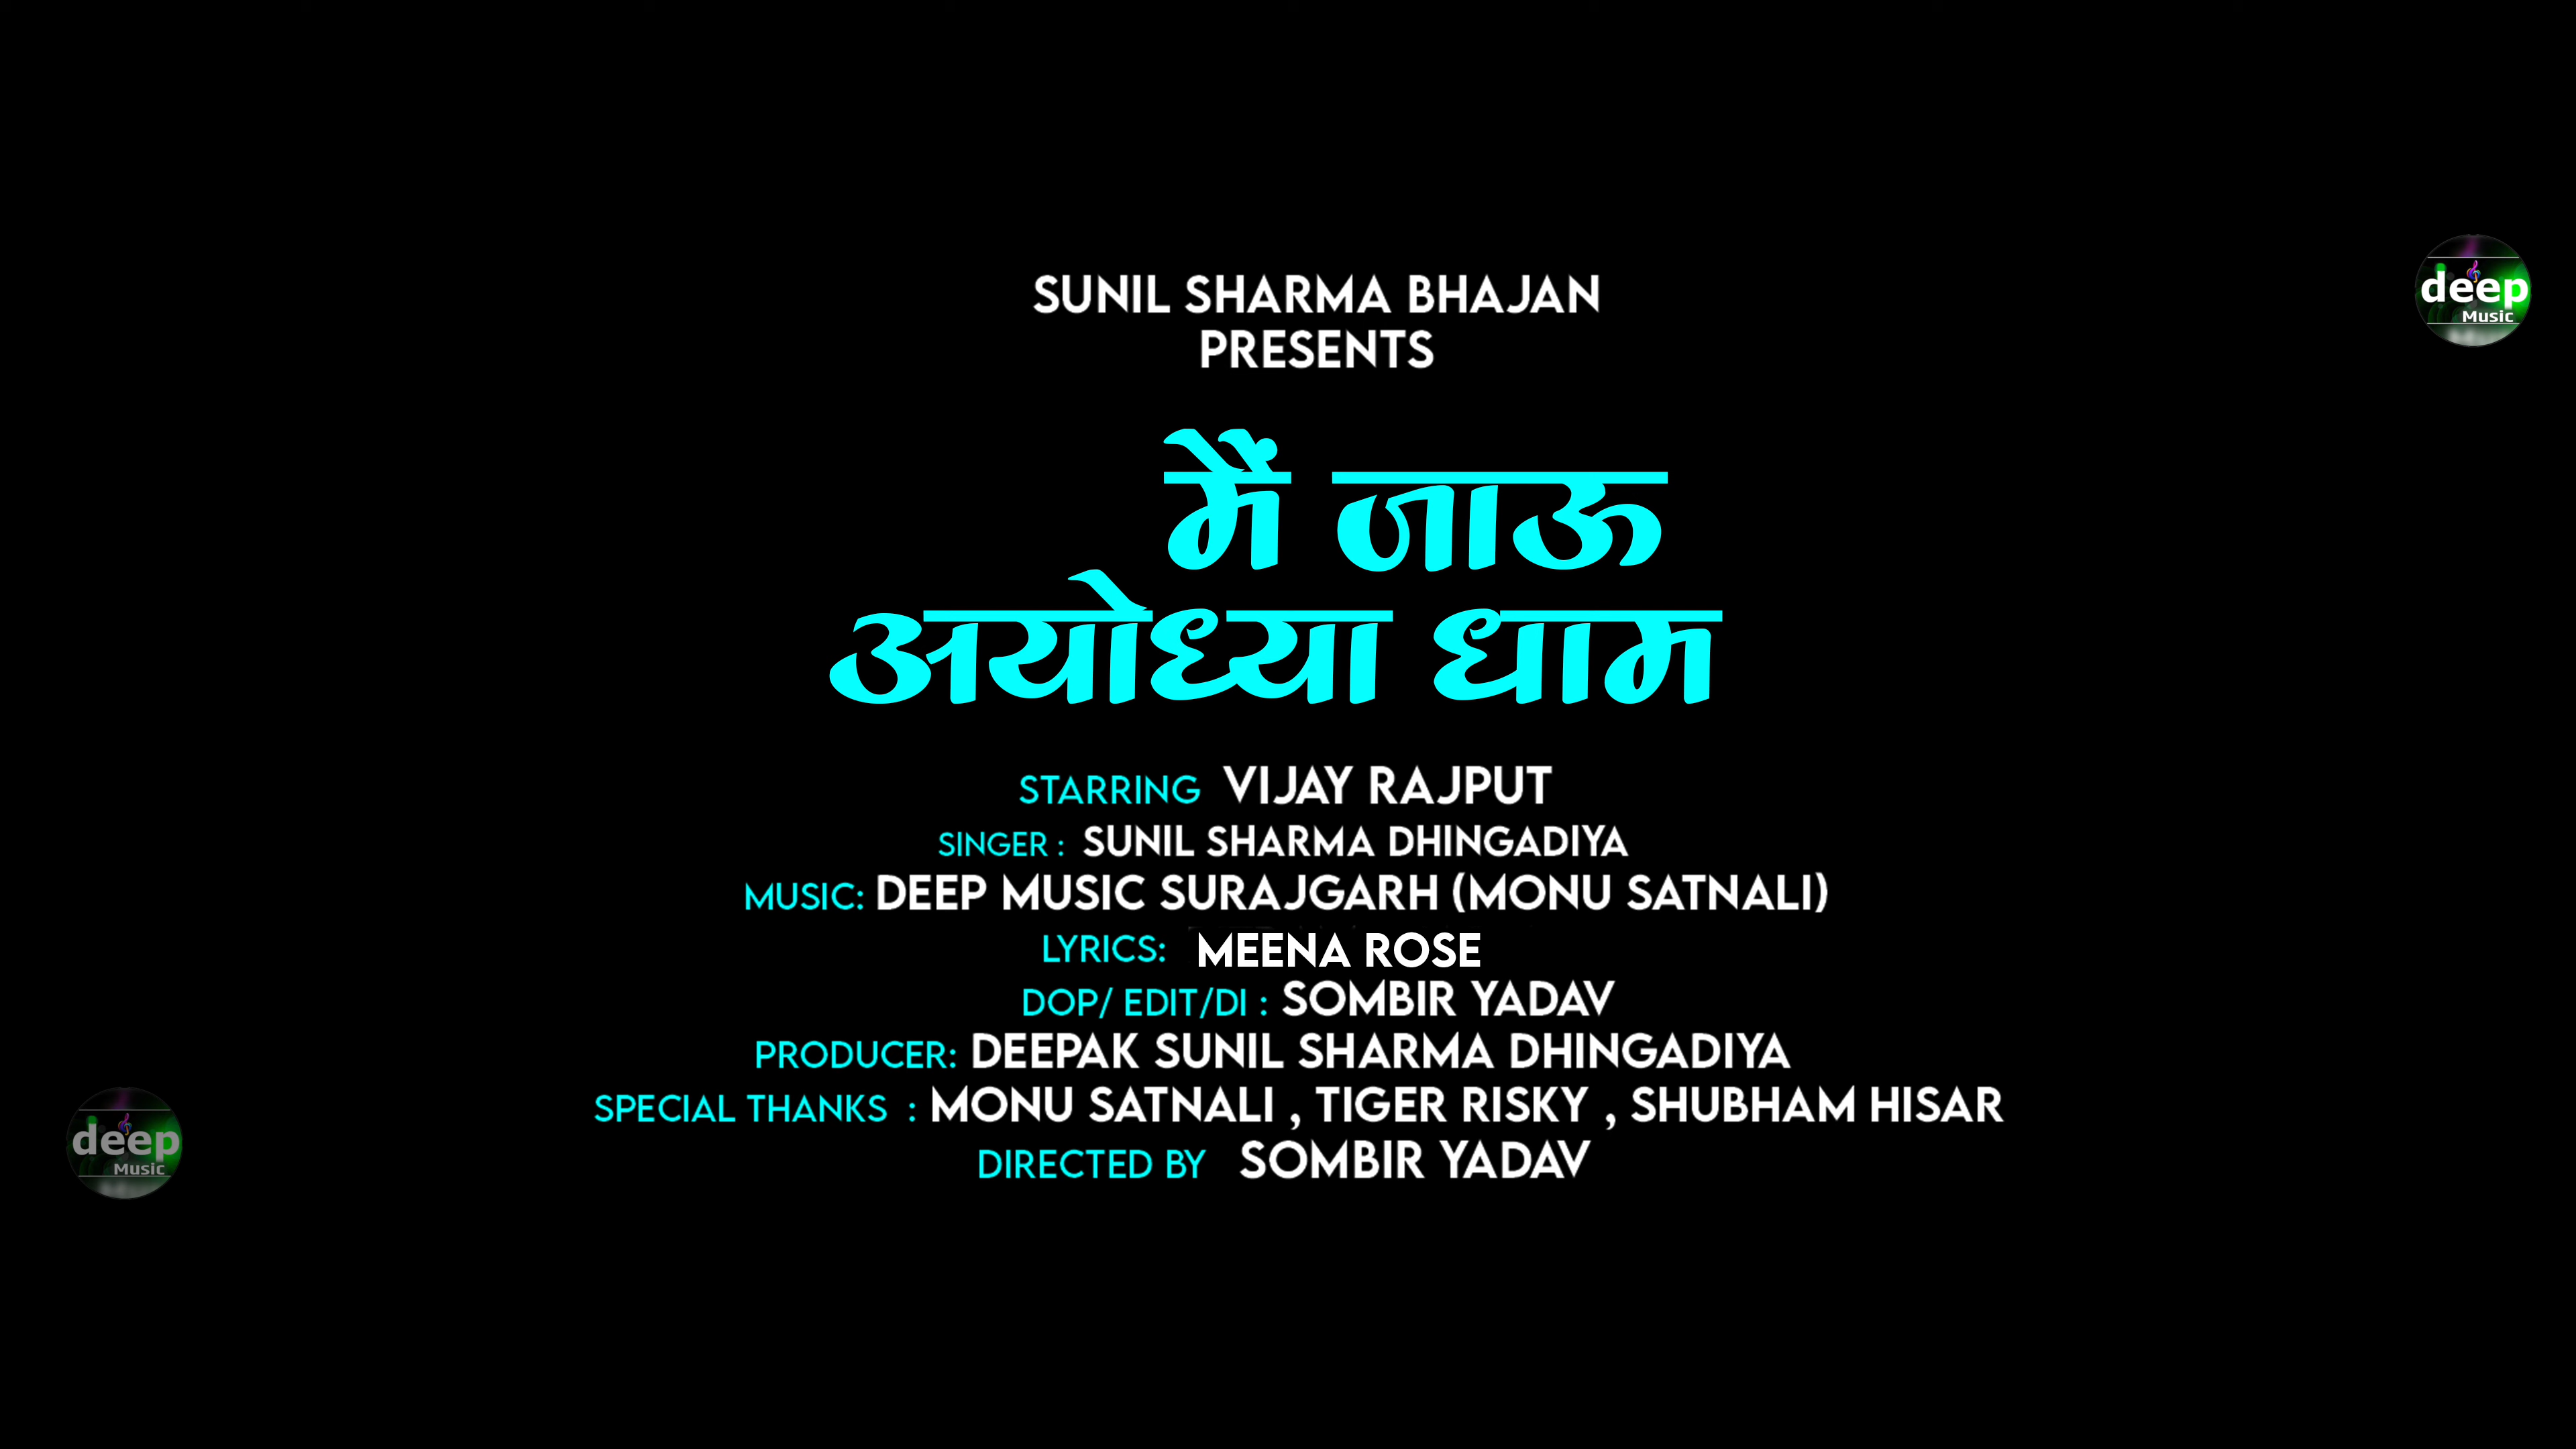 SUNIL SHARMA BHAJAN
PRESENTS
deep
Music
मैं जाऊ
अयोध्या धाम
STARRING VIJAY RAJPUT
SINGER : SUNIL SHARMA DHINGADIYA
MUSIC: DEEP MUSIC SURAJGARH (MONU SATNALI)
LYRICS: MEENA ROSE
DOP/ EDIT/DI : SOMBIR YADAV
PRODUCER: DEEPAK SUNIL SHARMA DHINGADIYA
SPECIAL THANKS : MONU SATNALI , TIGER RISKY , SHUBHAM HISAR
DIRECTED BY SOMBIR YADAV
deep
Music